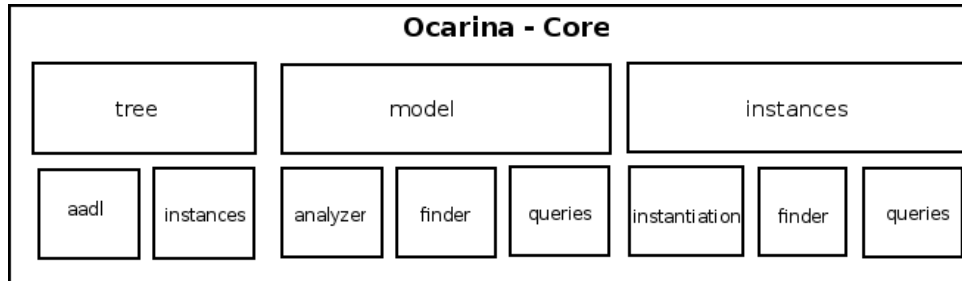 Ocarina - Core
tree
model
instances
aadl
instances
analyzer
finder
queries
instantiation
finder
queries